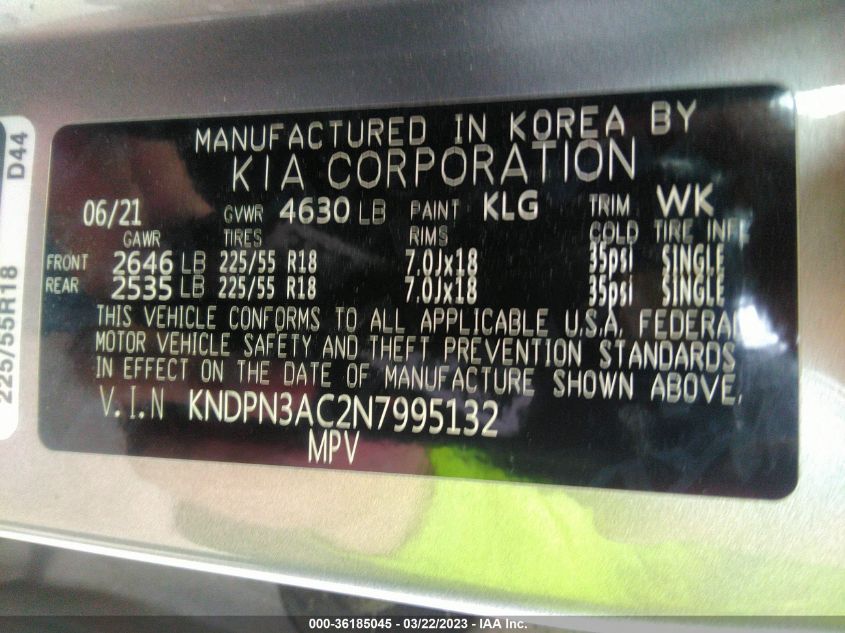 MANUFACTURED IN KOREA BY
KIA CORPORATION
06/21 GVWR 4630 LB PAINT KLG TRIM WK
GAWR TIRES RIMS COLD TIRE INFL
FRONT 2646 LB 225/55 R18 7.0Jx18 35psi SINGLE
REAR 2535 LB 225/55 R18 7.0Jx18 35psi SINGLE
THIS VEHICLE CONFORMS TO ALL APPLICABLE U.S.A. FEDERAL
MOTOR VEHICLE SAFETY AND THEFT PREVENTION STANDARDS
IN EFFECT ON THE DATE OF MANUFACTURE SHOWN ABOVE.
V.I.N KNDPN3AC2N7995132
MPV
225/55R18 D44
000-36185045 - 03/22/2023 - IAA Inc.